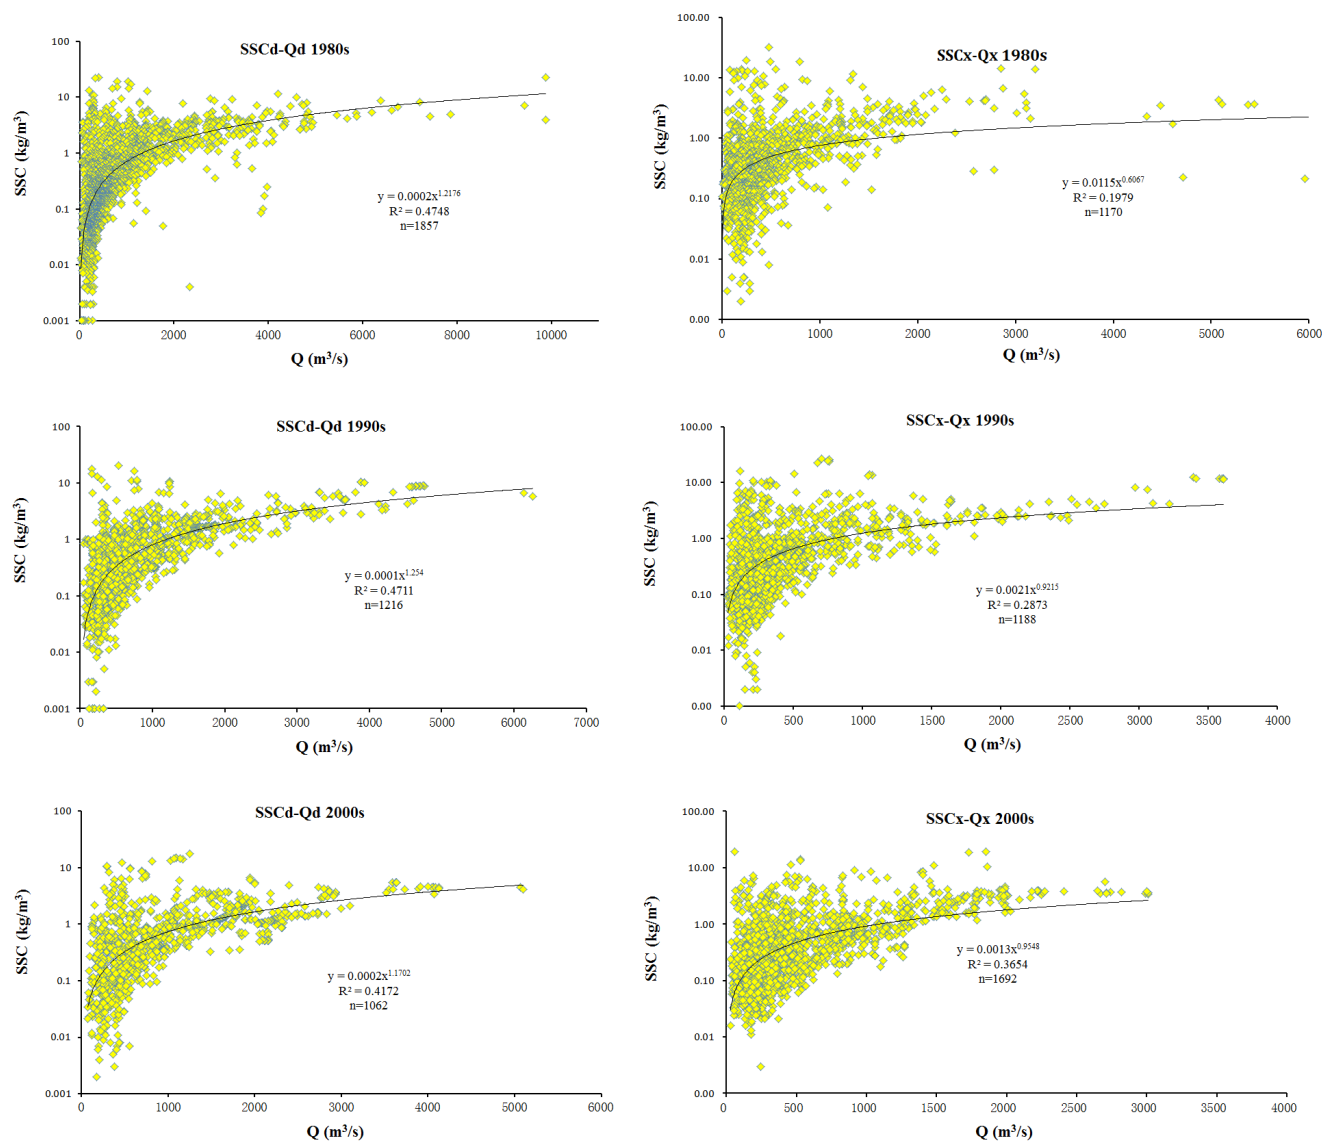 SSCd-Qd 1980s
SSC (kg/m³)
100
10
1
0.1
0.01
0.001
0 2000 4000 6000 8000 10000
Q (m³/s)
y = 0.0002x^1.2176
R² = 0.4748
n=1857
SSCx-Qx 1980s
SSC (kg/m³)
100.00
10.00
1.00
0.10
0.01
0.00
0 1000 2000 3000 4000 5000 6000
Q (m³/s)
y = 0.0115x^0.6067
R² = 0.1979
n=1170
SSCd-Qd 1990s
SSC (kg/m³)
100
10
1
0.1
0.01
0.001
0 1000 2000 3000 4000 5000 6000 7000
Q (m³/s)
y = 0.0001x^1.254
R² = 0.4711
n=1216
SSCx-Qx 1990s
SSC (kg/m³)
100.00
10.00
1.00
0.10
0.01
0.00
0 500 1000 1500 2000 2500 3000 3500 4000
Q (m³/s)
y = 0.0021x^0.9215
R² = 0.2873
n=1188
SSCd-Qd 2000s
SSC (kg/m³)
100
10
1
0.1
0.01
0.001
0 1000 2000 3000 4000 5000 6000
Q (m³/s)
y = 0.0002x^1.1702
R² = 0.4172
n=1062
SSCx-Qx 2000s
SSC (kg/m³)
100.00
10.00
1.00
0.10
0.01
0.00
0 500 1000 1500 2000 2500 3000 3500 4000
Q (m³/s)
y = 0.0013x^0.9548
R² = 0.3654
n=1692